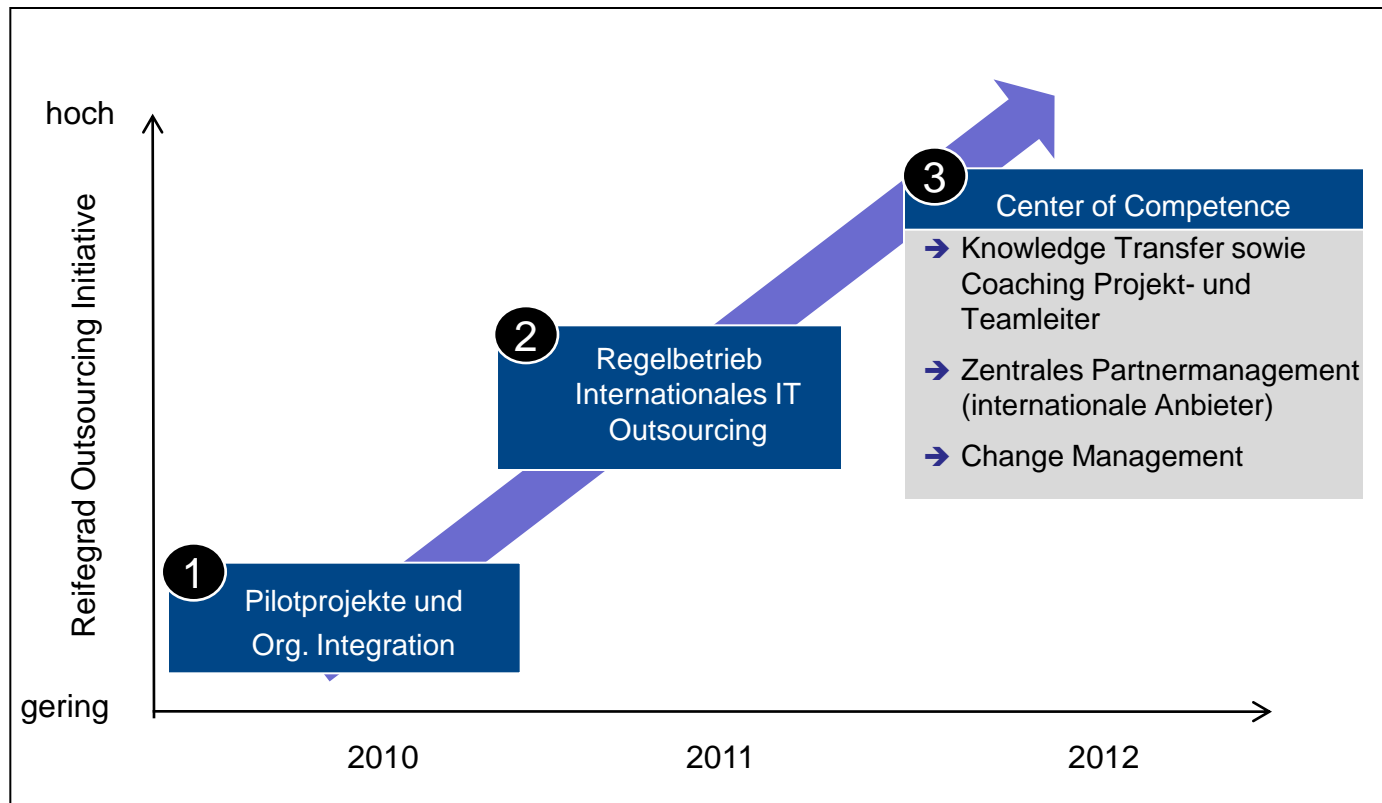 hoch
Reifegrad Outsourcing Initiative
gering
1
Pilotprojekte und
Org. Integration
2
Regelbetrieb
Internationales IT
Outsourcing
3
Center of Competence
➔ Knowledge Transfer sowie
Coaching Projekt- und
Teamleiter
➔ Zentrales Partnermanagement
(internationale Anbieter)
➔ Change Management
2010
2011
2012